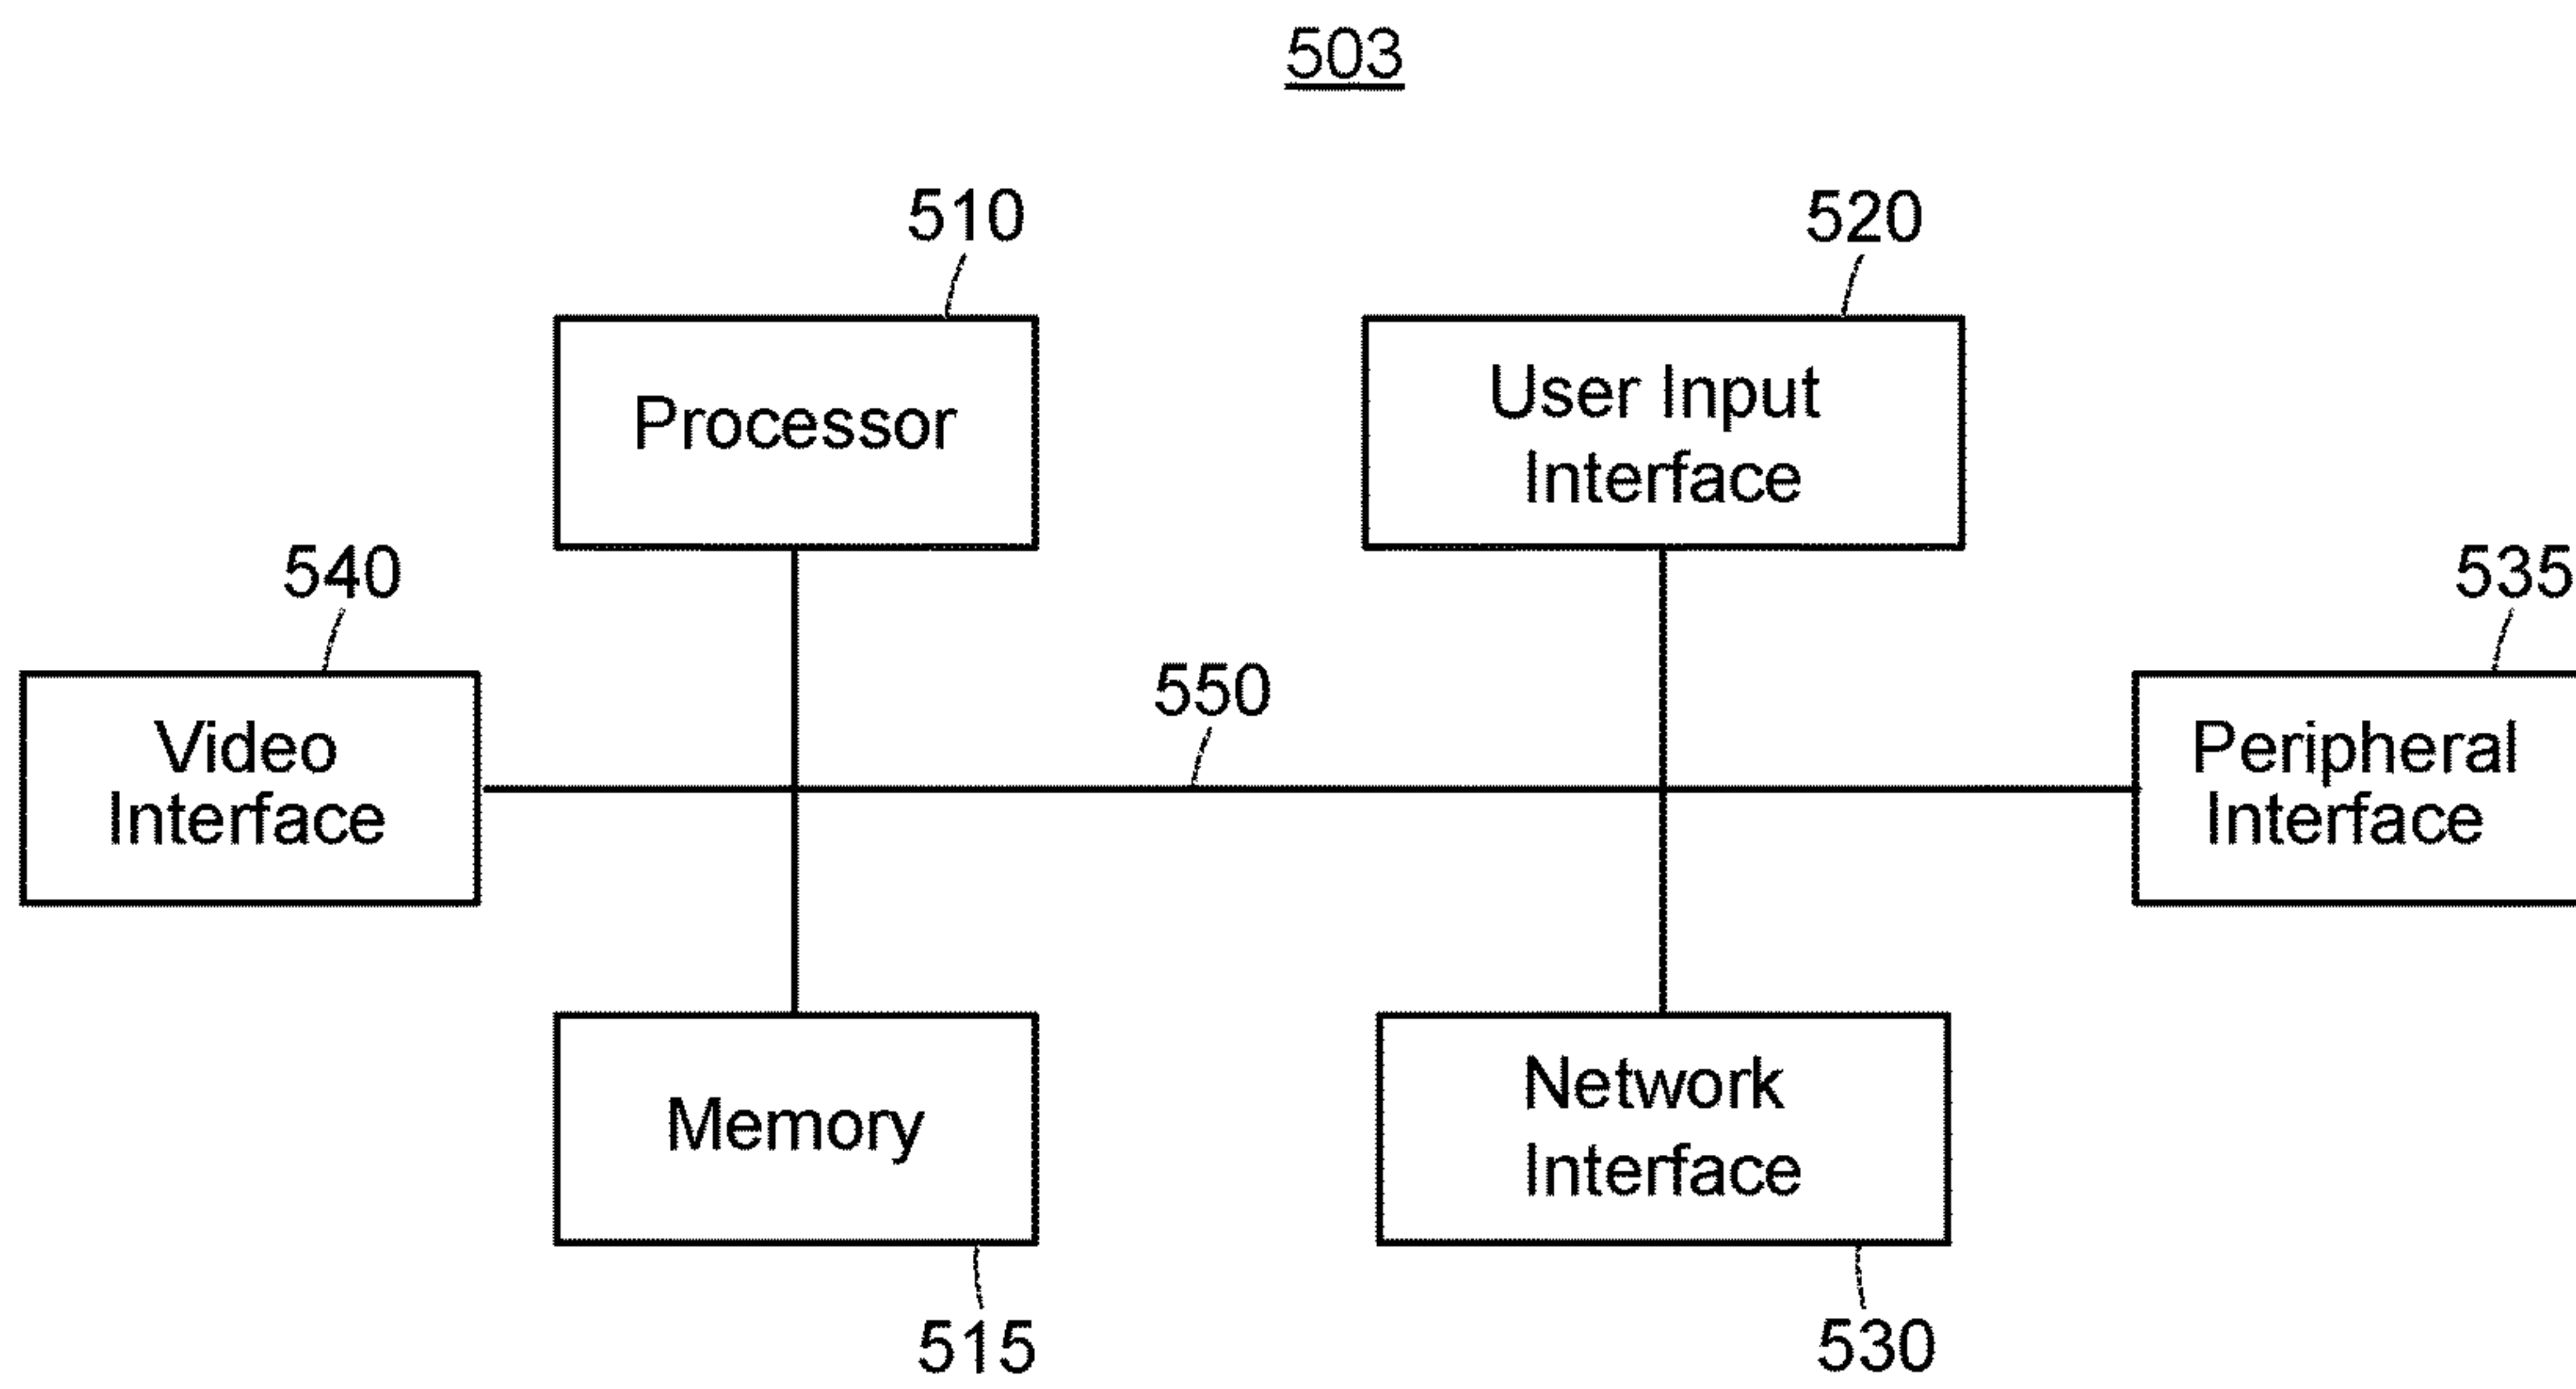 503
510
520
Processor
User Input
Interface
540
535
550
Video
Interface
Peripheral
Interface
Memory
Network
Interface
515
530